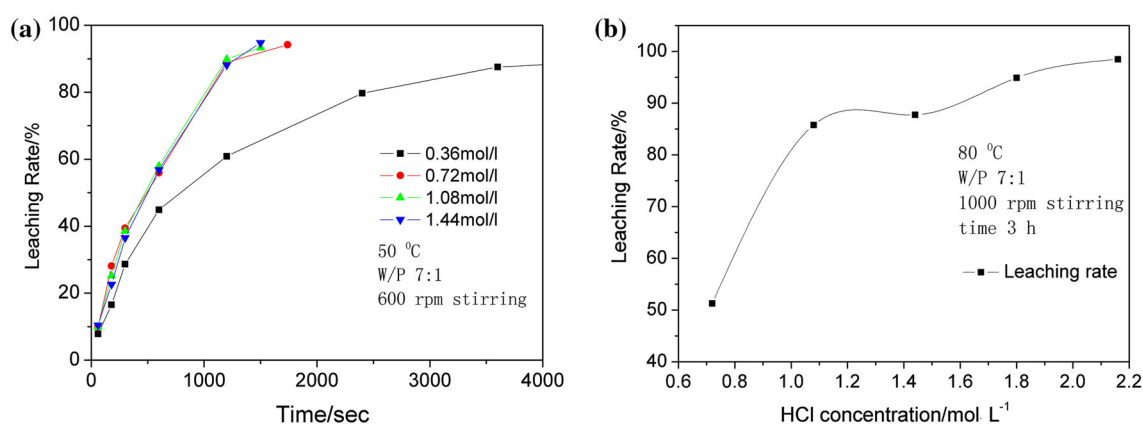 (a)
Leaching Rate/%
100
80
60
40
20
0
0.36mol/l
0.72mol/l
1.08mol/l
1.44mol/l
50 ⁰C
W/P 7:1
600 rpm stirring
0 1000 2000 3000 4000
Time/sec
(b)
Leaching Rate/%
100
90
80
70
60
50
40
80 ⁰C
W/P 7:1
1000 rpm stirring
time 3 h
Leaching rate
0.6 0.8 1.0 1.2 1.4 1.6 1.8 2.0 2.2
HCl concentration/mol L⁻¹